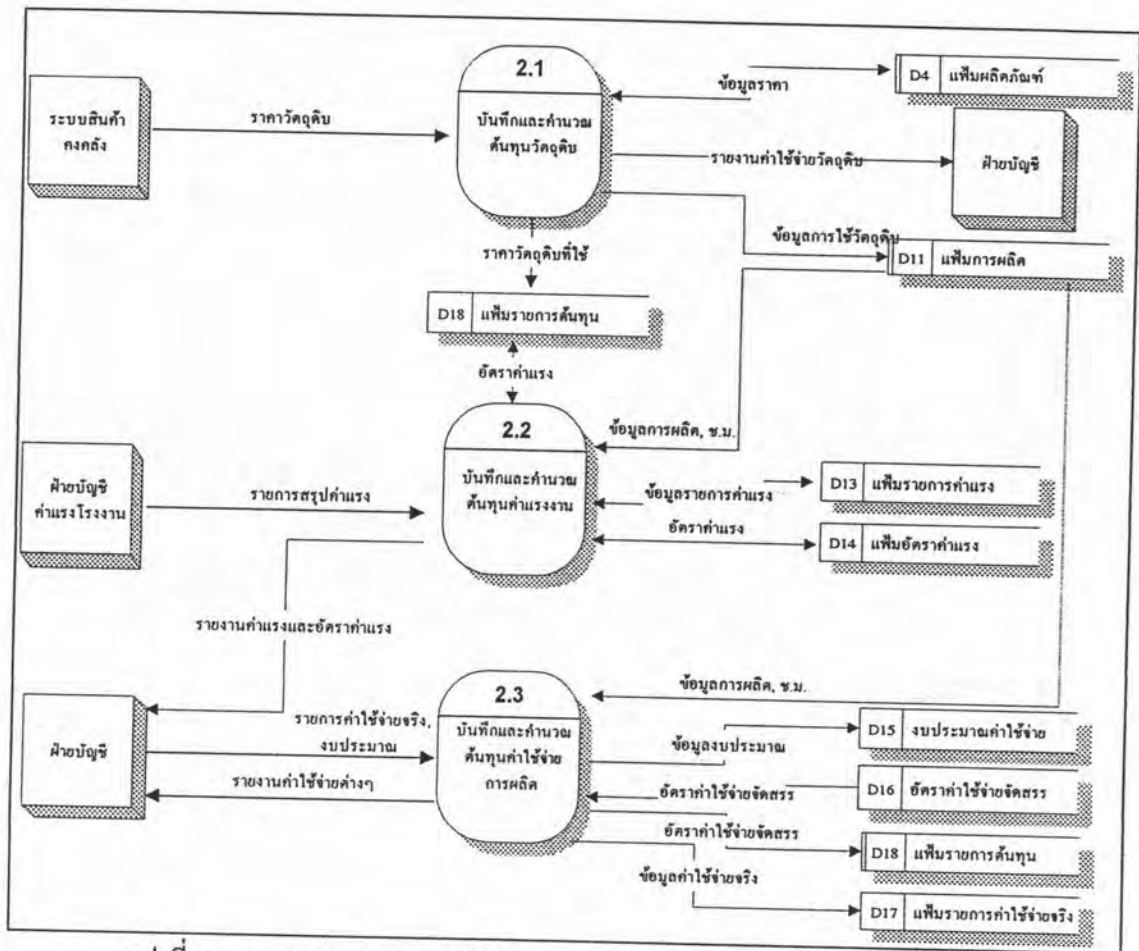 2.1
บันทึกและคำนวณ
ต้นทุนวัตถุดิบ
ระบบสินค้า
คงคลัง
ราคาวัตถุดิบ
ข้อมูลราคา
D4 แฟ้มผลิตภัณฑ์
รายงานค่าใช้จ่ายวัตถุดิบ
ฝ่ายบัญชี
ข้อมูลการใช้วัตถุดิบ
D11 แฟ้มการผลิต
ราคาวัตถุดิบที่ใช้
D18 แฟ้มรายการต้นทุน
อัตราค่าแรง
2.2
บันทึกและคำนวณ
ต้นทุนค่าแรงงาน
ข้อมูลการผลิต, ช.ม.
ฝ่ายบัญชี
ค่าแรงโรงงาน
รายการสรุปค่าแรง
ข้อมูลรายการค่าแรง
D13 แฟ้มรายการค่าแรง
อัตราค่าแรง
D14 แฟ้มอัตราค่าแรง
รายงานค่าแรงและอัตราค่าแรง
2.3
บันทึกและคำนวณ
ต้นทุนค่าใช้จ่าย
การผลิต
ข้อมูลการผลิต, ช.ม.
ฝ่ายบัญชี
รายการค่าใช้จ่ายจริง,
งบประมาณ
รายงานค่าใช้จ่ายต่างๆ
ข้อมูลงบประมาณ
D15 งบประมาณค่าใช้จ่าย
อัตราค่าใช้จ่ายจัดสรร
D16 อัตราค่าใช้จ่ายจัดสรร
อัตราค่าใช้จ่ายจัดสรร
D18 แฟ้มรายการต้นทุน
ข้อมูลค่าใช้จ่ายจริง
D17 แฟ้มรายการค่าใช้จ่ายจริง